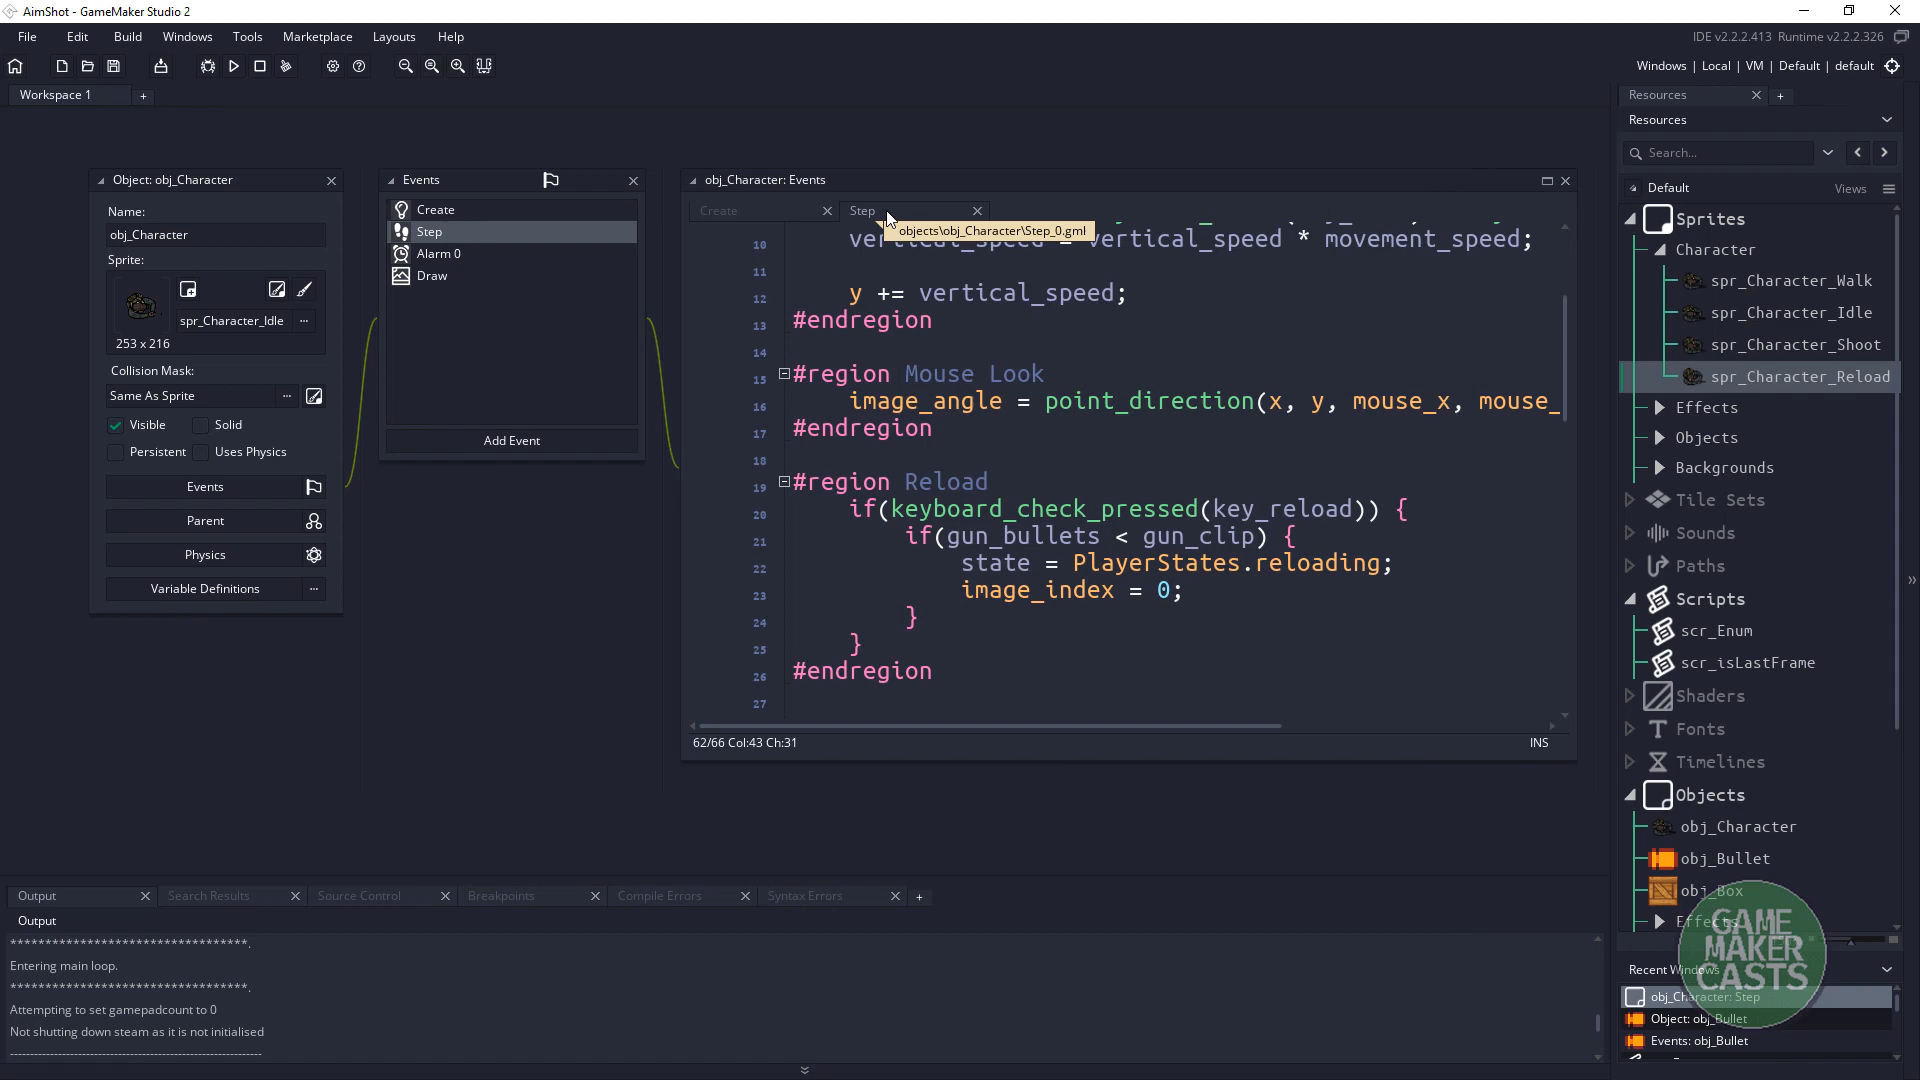 AimShot - GameMaker Studio 2
File Edit Build Windows Tools Marketplace Layouts Help
IDE v2.2.2.413 Runtime v2.2.2.326
Windows | Local | VM | Default | default
Workspace 1
Resources
Resources
Search...
Default
Views
Sprites
Character
spr_Character_Walk
spr_Character_Idle
spr_Character_Shoot
spr_Character_Reload
Effects
Objects
Backgrounds
Tile Sets
Sounds
Paths
Scripts
scr_Enum
scr_isLastFrame
Shaders
Fonts
Timelines
Objects
obj_Character
obj_Bullet
obj_Box
Effects
Recent Windows
obj_Character: Step
Object: obj_Bullet
Events: obj_Bullet
GAME
MAKER
CASTS
Object: obj_Character
Name:
obj_Character
Sprite:
spr_Character_Idle
253 x 216
Collision Mask:
Same As Sprite
Visible
Solid
Persistent
Uses Physics
Events
Parent
Physics
Variable Definitions
Events
Create
Step
Alarm 0
Draw
Add Event
obj_Character: Events
Create
Step
objects\obj_Character\Step_0.gml
10 vertical_speed = vertical_speed * movement_speed;
11
12 y += vertical_speed;
13 #endregion
14
15 #region Mouse Look
16 image_angle = point_direction(x, y, mouse_x, mouse_
17 #endregion
18
19 #region Reload
20 if(keyboard_check_pressed(key_reload)) {
21 if(gun_bullets < gun_clip) {
22 state = PlayerStates.reloading;
23 image_index = 0;
24 }
25 }
26 #endregion
27
62/66 Col:43 Ch:31
INS
Output
Search Results
Source Control
Breakpoints
Compile Errors
Syntax Errors
Output
**********************************.
Entering main loop.
**********************************.
Attempting to set gamepadcount to 0
Not shutting down steam as it is not initialised
---------------------------------------------------------------